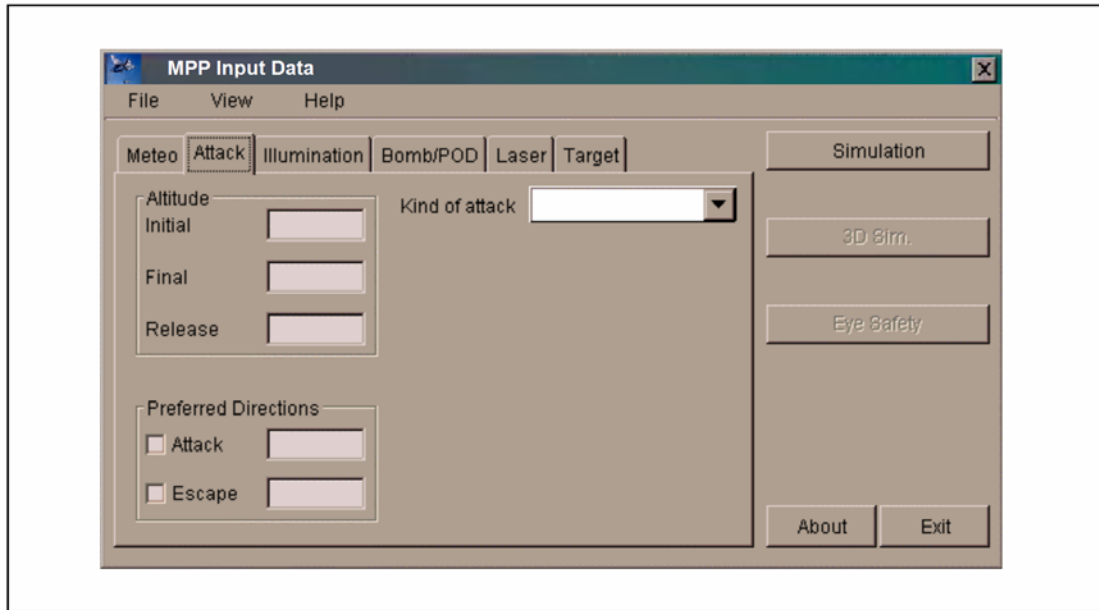 MPP Input Data
File View Help
Meteo Attack Illumination Bomb/POD Laser Target
Altitude
Initial
Final
Release
Kind of attack
Preferred Directions
Attack
Escape
Simulation
3D Sim.
Eye Safety
About Exit